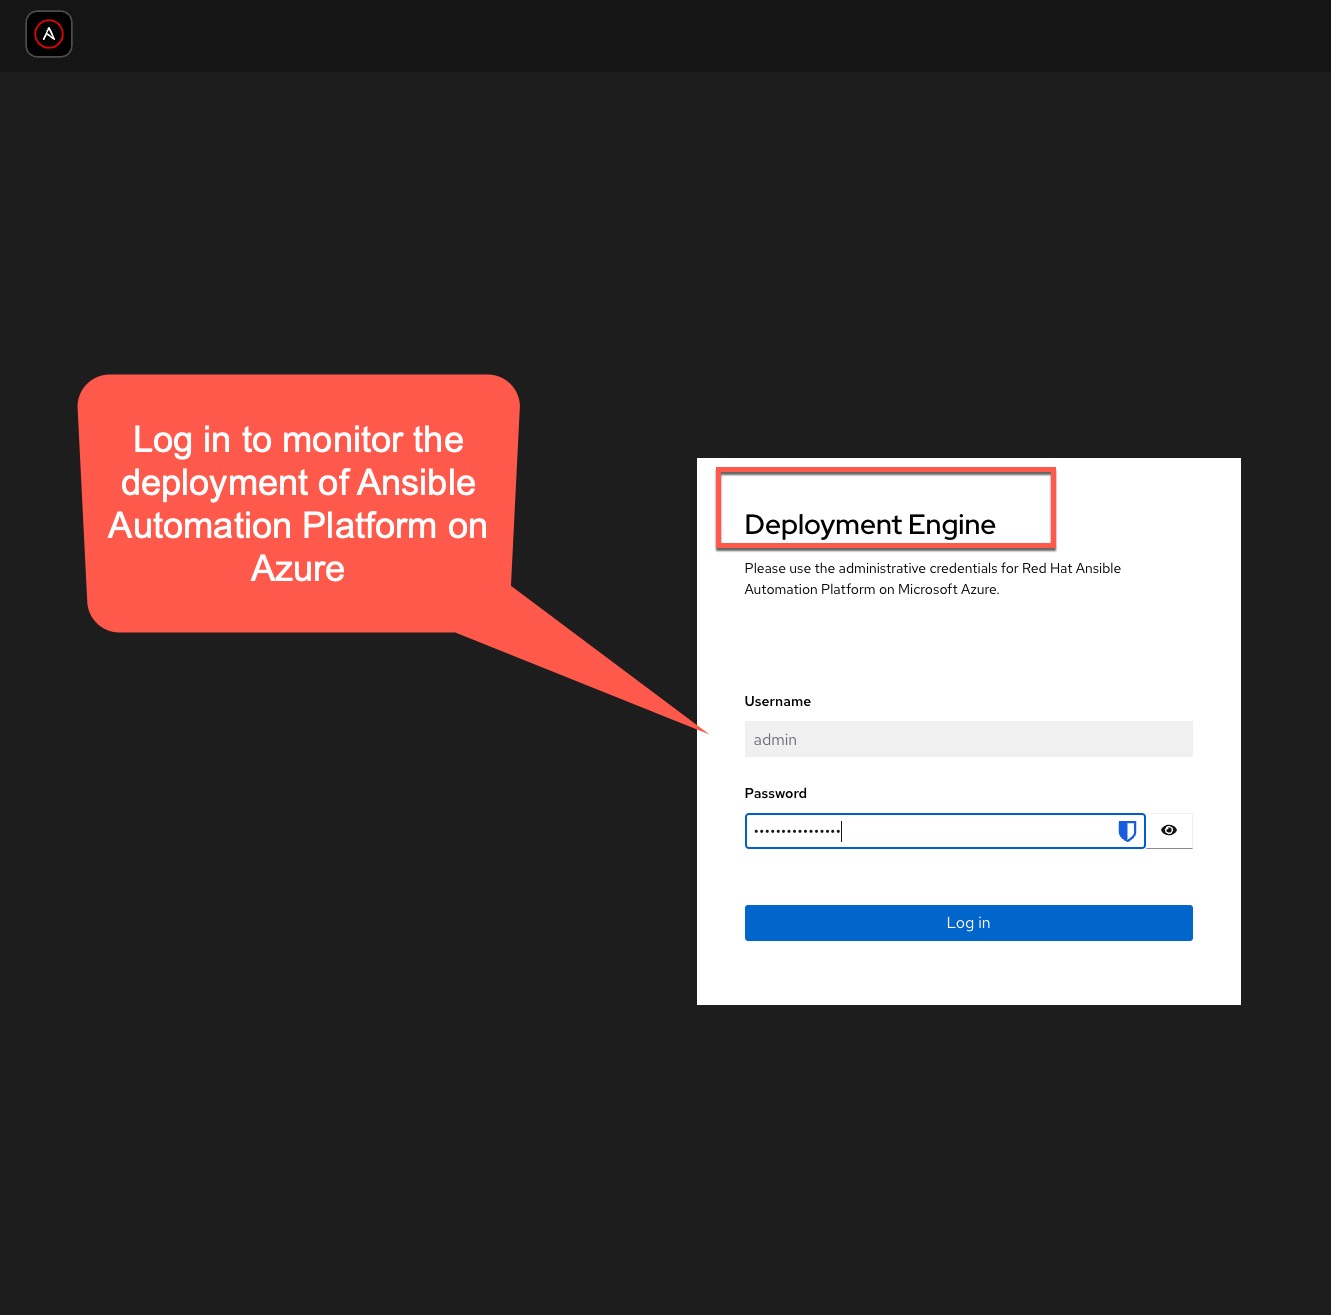 Log in to monitor the
deployment of Ansible
Automation Platform on
Azure
Deployment Engine
Please use the administrative credentials for Red Hat Ansible
Automation Platform on Microsoft Azure.
Username
admin
Password
Log in